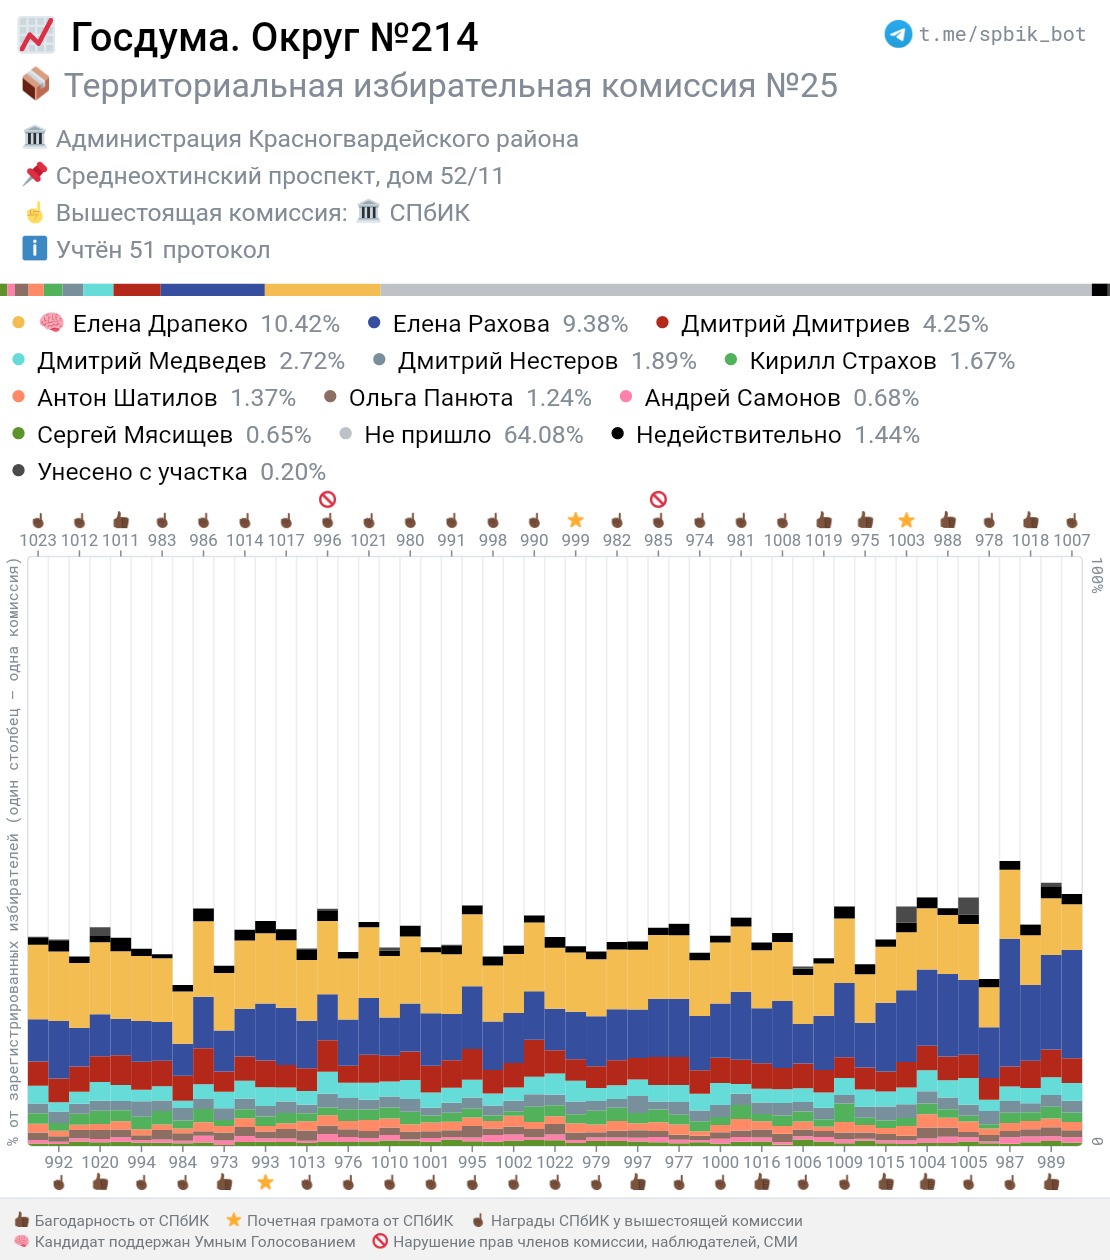 Госдума. Округ №214
t.me/spbik_bot
Территориальная избирательная комиссия №25
Администрация Красногвардейского района
Среднеохтинский проспект, дом 52/11
Вышестоящая комиссия: СПбИК
Учтён 51 протокол
Елена Драпеко 10.42% Елена Рахова 9.38% Дмитрий Дмитриев 4.25%
Дмитрий Медведев 2.72% Дмитрий Нестеров 1.89% Кирилл Страхов 1.67%
Антон Шатилов 1.37% Ольга Панюта 1.24% Андрей Самонов 0.68%
Сергей Мясищев 0.65% Не пришло 64.08% Недействительно 1.44%
Унесено с участка 0.20%
1023 1012 1011 983 986 1014 1017 996 1021 980 991 998 990 999 982 985 974 981 1008 1019 975 1003 988 978 1018 1007
% от зарегистрированных избирателей (один столбец – одна комиссия)
100%
0
992 1020 994 984 973 993 1013 976 1010 1001 995 1002 1022 979 997 977 1000 1016 1006 1009 1015 1004 1005 987 989
Багодарность от СПбИК Почетная грамота от СПбИК Награды СПбИК у вышестоящей комиссии
Кандидат поддержан Умным Голосованием Нарушение прав членов комиссии, наблюдателей, СМИ